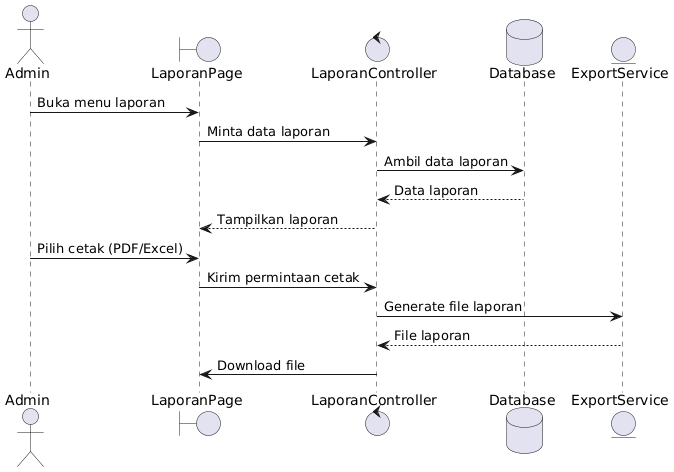 Admin
LaporanPage
LaporanController
Database
ExportService
Buka menu laporan
Minta data laporan
Ambil data laporan
Data laporan
Tampilkan laporan
Pilih cetak (PDF/Excel)
Kirim permintaan cetak
Generate file laporan
File laporan
Download file
Admin
LaporanPage
LaporanController
Database
ExportService